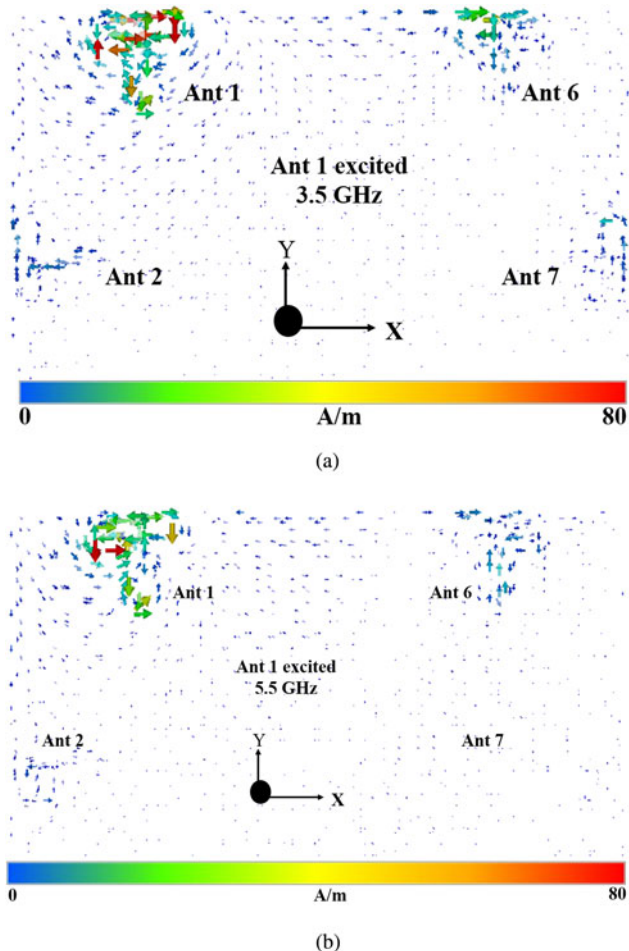 Ant 1
Ant 6
Ant 1 excited
3.5 GHz
Ant 2
Ant 7
Y
X
0
A/m
80
(a)
Ant 1
Ant 6
Ant 1 excited
5.5 GHz
Ant 2
Ant 7
Y
X
0
A/m
80
(b)